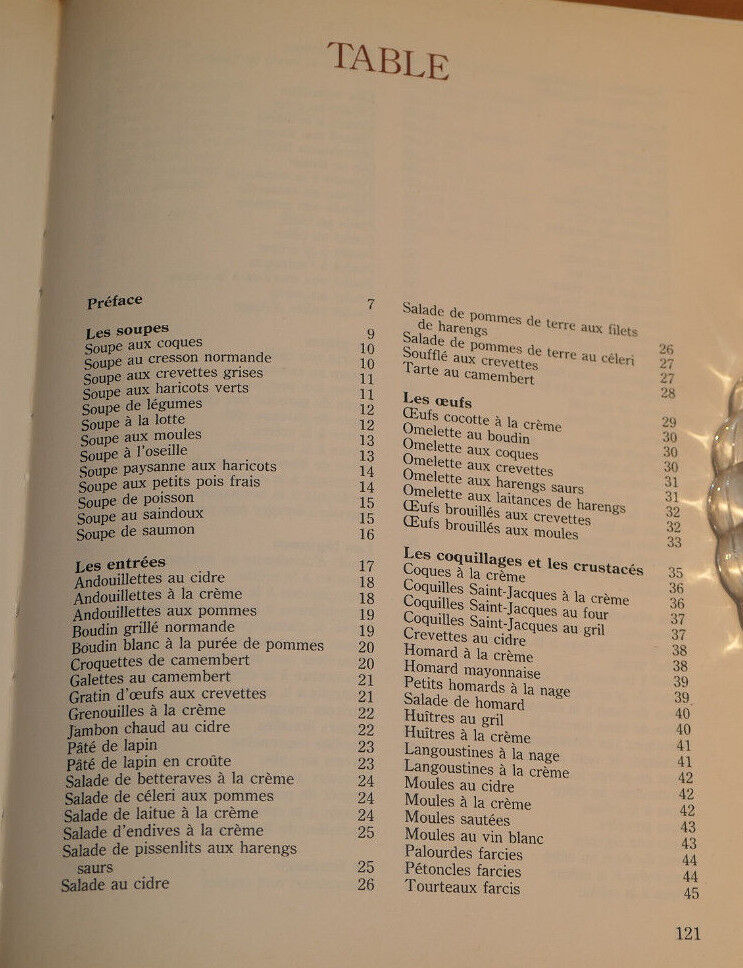 TABLE
Préface 7
Les soupes 9
Soupe aux coques 10
Soupe au cresson normande 10
Soupe aux crevettes grises 11
Soupe aux haricots verts 11
Soupe de légumes 12
Soupe à la lotte 12
Soupe aux moules 13
Soupe à l'oseille 13
Soupe paysanne aux haricots 14
Soupe aux petits pois frais 14
Soupe de poisson 15
Soupe au saindoux 15
Soupe de saumon 16
Les entrées 17
Andouillettes au cidre 18
Andouillettes à la crème 18
Andouillettes aux pommes 19
Boudin grillé normande 19
Boudin blanc à la purée de pommes 20
Croquettes de camembert 20
Galettes au camembert 21
Gratin d'œufs aux crevettes 21
Grenouilles à la crème 22
Jambon chaud au cidre 22
Pâté de lapin 23
Pâté de lapin en croûte 23
Salade de betteraves à la crème 24
Salade de céleri aux pommes 24
Salade de laitue à la crème 24
Salade d'endives à la crème 25
Salade de pissenlits aux harengs
saurs 25
Salade au cidre 26
Salade de pommes de terre aux filets
de harengs 26
Salade de pommes de terre au céleri 27
Soufflé aux crevettes 27
Tarte au camembert 28
Les œufs 29
Œufs cocotte à la crème 30
Omelette au boudin 30
Omelette aux coques 30
Omelette aux crevettes 31
Omelette aux harengs saurs 31
Omelette aux laitances de harengs 32
Œufs brouillés aux crevettes 32
Œufs brouillés aux moules 33
Les coquillages et les crustacés 35
Coques à la crème 36
Coquilles Saint-Jacques à la crème 36
Coquilles Saint-Jacques au four 37
Coquilles Saint-Jacques au gril 37
Crevettes au cidre 38
Homard à la crème 38
Homard mayonnaise 39
Petits homards à la nage 39
Salade de homard 40
Huîtres au gril 40
Huîtres à la crème 41
Langoustines à la nage 41
Langoustines à la crème 42
Moules au cidre 42
Moules à la crème 42
Moules sautées 43
Moules au vin blanc 43
Palourdes farcies 44
Pétoncles farcies 44
Tourteaux farcis 45
121